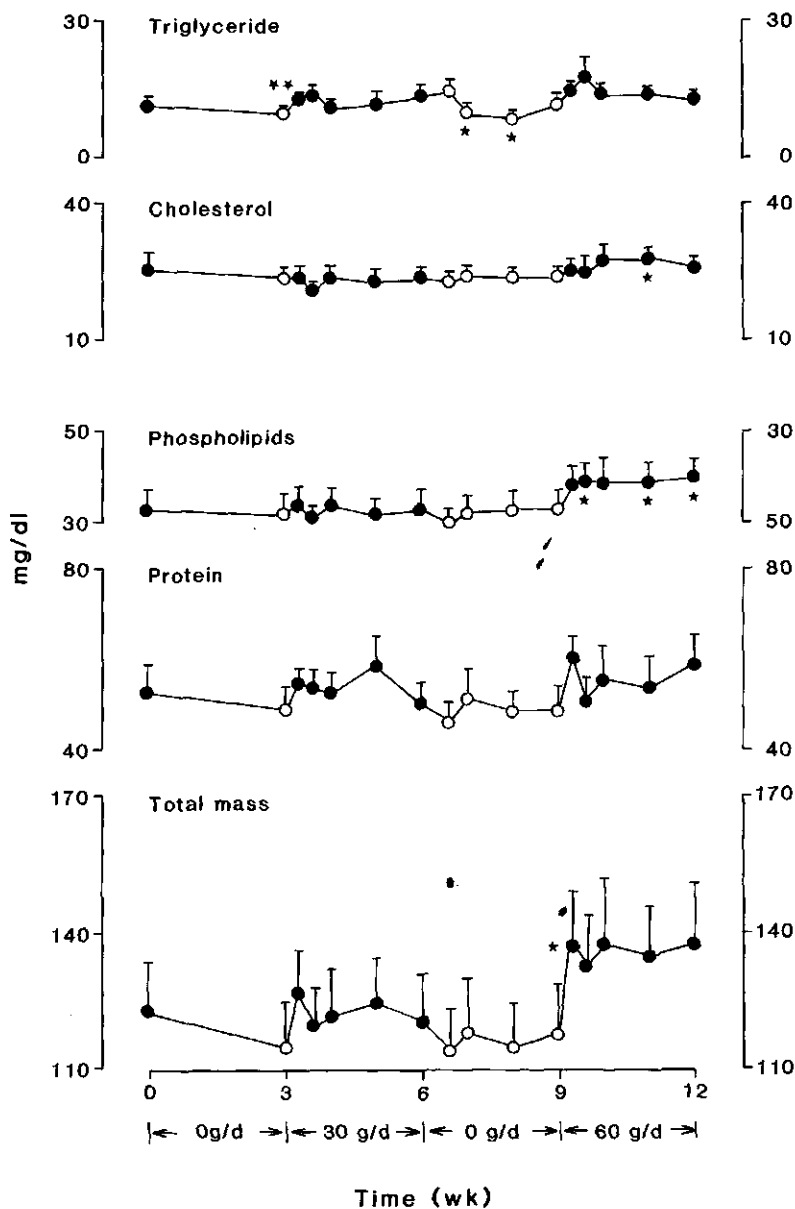 30 30
Triglyceride
★★
★ ★
0 0
40 40
Cholesterol
★
10 10
50 30
Phospholipids
★ ★ ★
30 50
mg/dl
80 80
Protein
40 40
170 170
Total mass
140 ★ 140
110 110
0 3 6 9 12
0g/d 30 g/d 0 g/d 60 g/d
Time (wk)